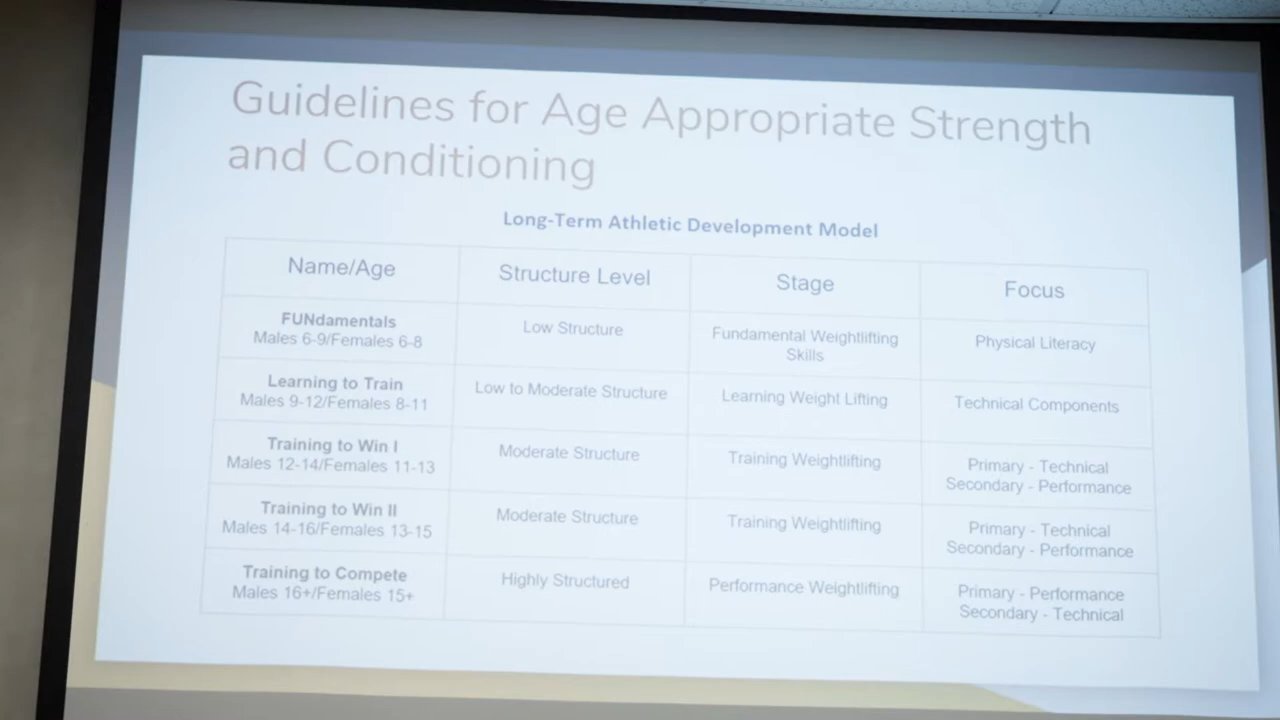 Guidelines for Age Appropriate Strength
and Conditioning
Long-Term Athletic Development Model
Name/Age
Structure Level
Stage
Focus
FUNdamentals
Males 6-9/Females 6-8
Low Structure
Fundamental Weightlifting
Skills
Physical Literacy
Learning to Train
Males 9-12/Females 8-11
Low to Moderate Structure
Learning Weight Lifting
Technical Components
Training to Win I
Males 12-14/Females 11-13
Moderate Structure
Training Weightlifting
Primary - Technical
Secondary - Performance
Training to Win II
Males 14-16/Females 13-15
Moderate Structure
Training Weightlifting
Primary - Technical
Secondary - Performance
Training to Compete
Males 16+/Females 15+
Highly Structured
Performance Weightlifting
Primary - Performance
Secondary - Technical